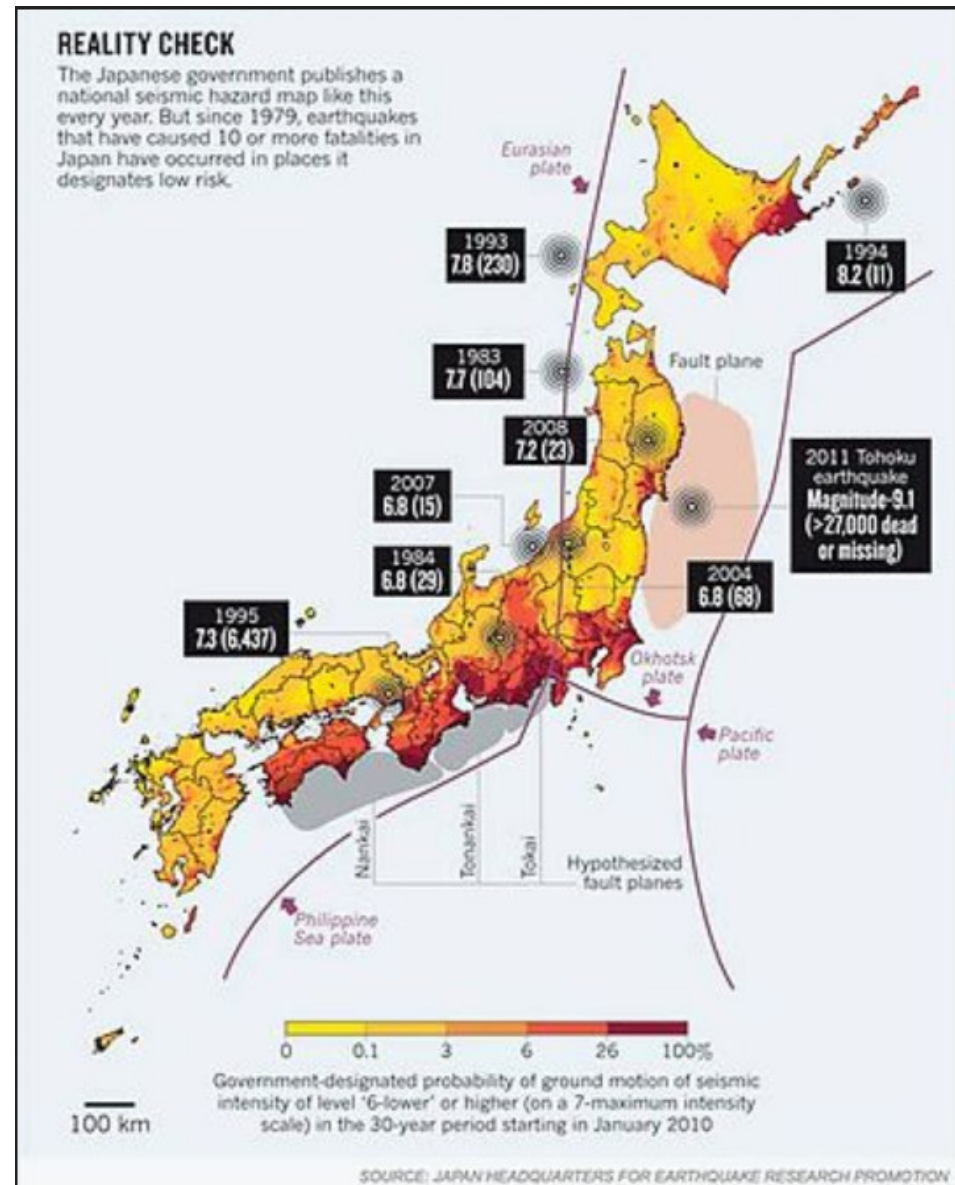 REALITY CHECK
The Japanese government publishes a
national seismic hazard map like this
every year. But since 1979, earthquakes
that have caused 10 or more fatalities in
Japan have occurred in places it
designates low risk.
Eurasian
plate
1993
7.8 (230)
1994
8.2 (11)
1983
7.7 (104)
Fault plane
2008
7.2 (23)
2011 Tohoku
earthquake
Magnitude-9.1
(>27,000 dead
or missing)
2007
6.8 (15)
1984
6.8 (29)
2004
6.8 (68)
1995
7.3 (6,437)
Okhotsk
plate
Pacific
plate
Nankai
Tonankai
Tokai
Hypothesized
fault planes
Philippine
Sea plate
0 0.1 3 6 26 100%
Government-designated probability of ground motion of seismic
intensity of level ‘6-lower’ or higher (on a 7-maximum intensity
scale) in the 30-year period starting in January 2010
100 km
SOURCE: JAPAN HEADQUARTERS FOR EARTHQUAKE RESEARCH PROMOTION